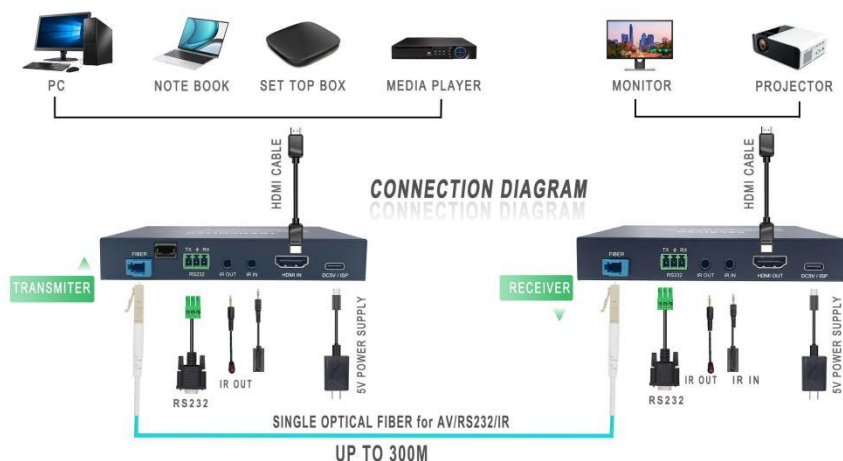 PC
NOTE BOOK
SET TOP BOX
MEDIA PLAYER
MONITOR
PROJECTOR
HDMI CABLE
HDMI CABLE
CONNECTION DIAGRAM
CONNECTION DIAGRAM
FIBER
TX RX
RS232
IR OUT
IR IN
HDMI IN
DC5V / ISP
FIBER
TX RX
RS232
IR OUT
IR IN
HDMI OUT
DC5V / ISP
TRANSMITER
RECEIVER
5V POWER SUPPLY
5V POWER SUPPLY
IR OUT
RS232
IR OUT
IR IN
RS232
SINGLE OPTICAL FIBER for AV/RS232/IR
UP TO 300M